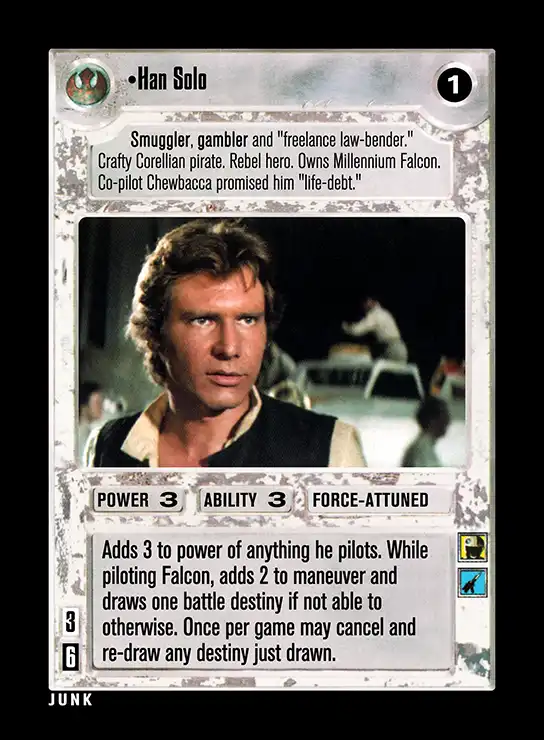 •Han Solo
1
Smuggler, gambler and "freelance law-bender."
Crafty Corellian pirate. Rebel hero. Owns Millennium Falcon.
Co-pilot Chewbacca promised him "life-debt."
POWER 3 ABILITY 3 FORCE-ATTUNED
Adds 3 to power of anything he pilots. While
piloting Falcon, adds 2 to maneuver and
draws one battle destiny if not able to
otherwise. Once per game may cancel and
re-draw any destiny just drawn.
3
6
JUNK